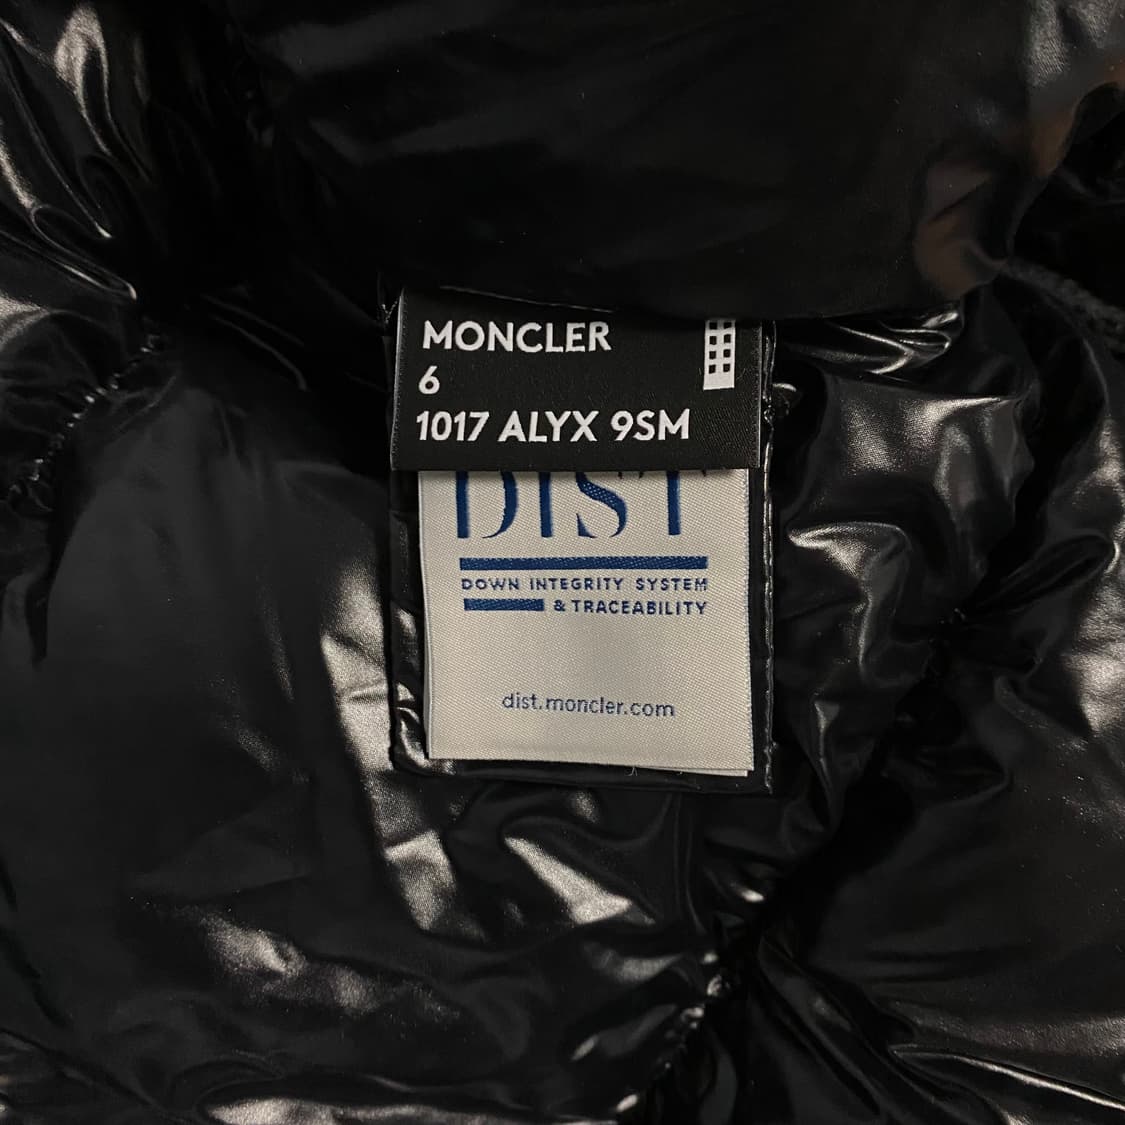 MONCLER
6
1017 ALYX 9SM
DIST
DOWN INTEGRITY SYSTEM
& TRACEABILITY
dist.moncler.com